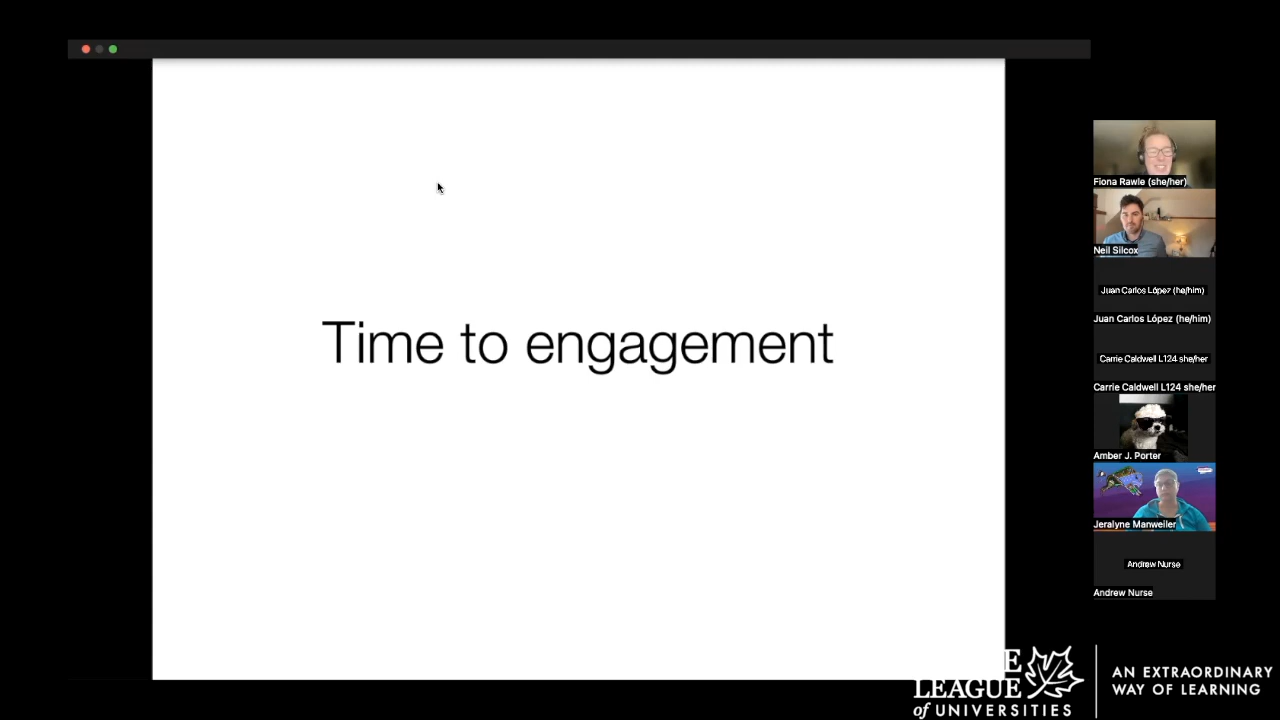 Time to engagement
Fiona Rawle (she/her)
Neil Silcox
Juan Carlos López (he/him)
Juan Carlos López (he/him)
Carrie Caldwell L124 she/her
Carrie Caldwell L124 she/her
Amber J. Porter
Jeralyne Manweiler
Andrew Nurse
Andrew Nurse
E
LEAGUE
of UNIVERSITIES
AN EXTRAORDINARY
WAY OF LEARNING